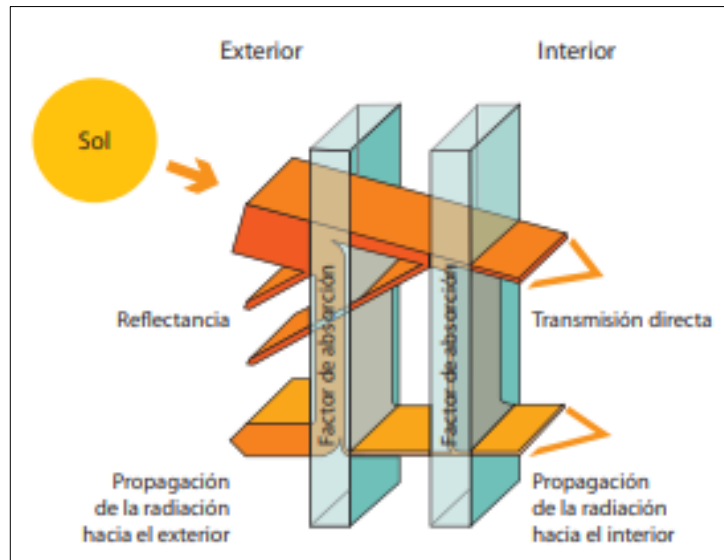 Exterior
Interior
Sol
Factor de absorción
Factor de absorción
Reflectancia
Transmisión directa
Propagación
de la radiación
hacia el exterior
Propagación
de la radiación
hacia el interior